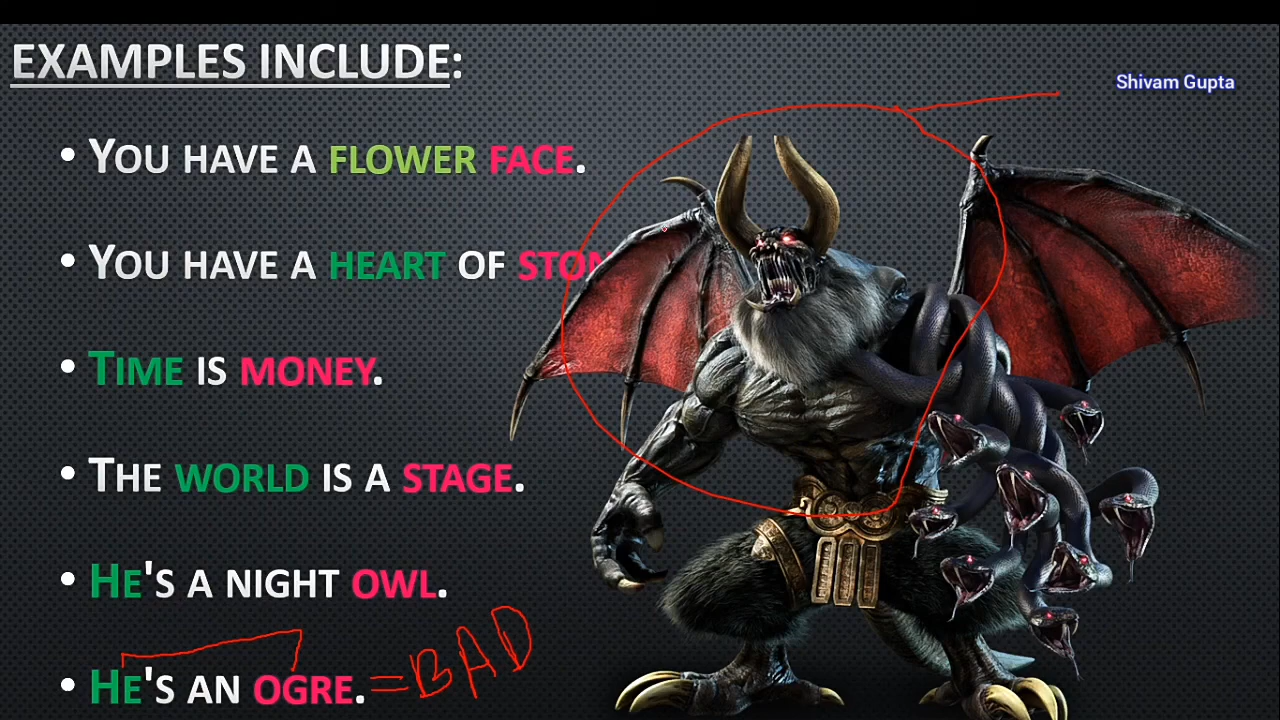 EXAMPLES INCLUDE:
Shivam Gupta
• YOU HAVE A FLOWER FACE.
• YOU HAVE A HEART OF STON
• TIME IS MONEY.
• THE WORLD IS A STAGE.
• HE'S A NIGHT OWL.
• HE'S AN OGRE. =BAD